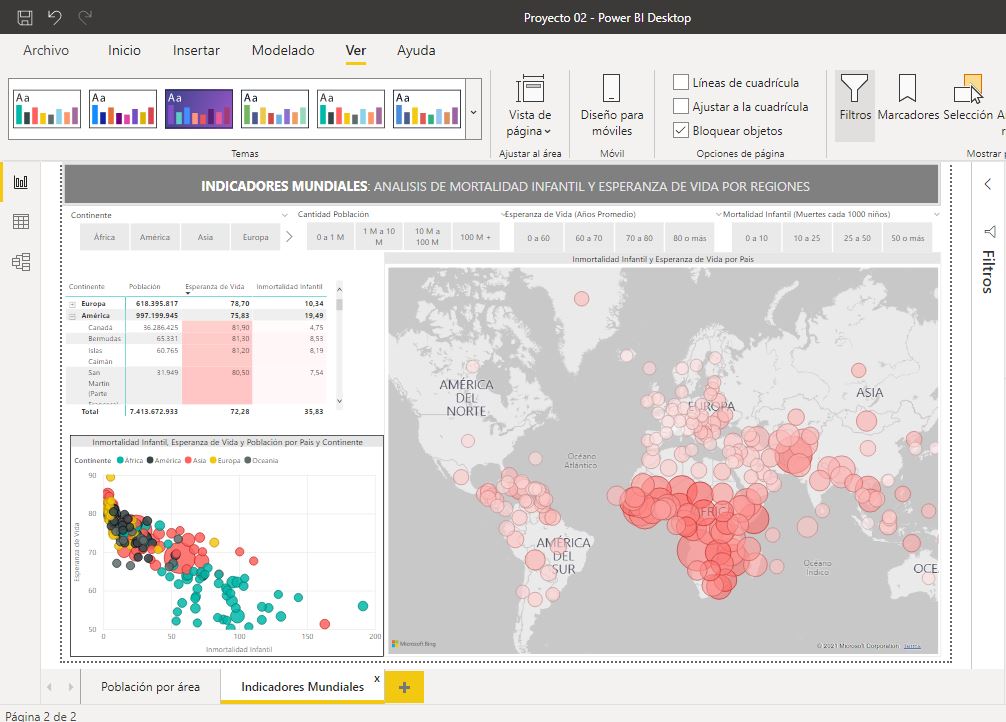 Proyecto 02 - Power BI Desktop
Archivo Inicio Insertar Modelado Ver Ayuda
Aa Aa Aa Aa Aa Aa
Temas
Vista de página
Ajustar al área
Diseño para móviles
Móvil
Líneas de cuadrícula
Ajustar a la cuadrícula
Bloquear objetos
Opciones de página
Filtros Marcadores Selección
Mostrar
INDICADORES MUNDIALES: ANALISIS DE MORTALIDAD INFANTIL Y ESPERANZA DE VIDA POR REGIONES
Continente
África América Asia Europa
Cantidad Población
0 a 1 M 1 M a 10 M 10 M a 100 M 100 M +
Esperanza de Vida (Años Promedio)
0 a 60 60 a 70 70 a 80 80 o más
Mortalidad Infantil (Muertes cada 1000 niños)
0 a 10 10 a 25 25 a 50 50 o más
Filtros
Continente Población Esperanza de Vida Inmortalidad Infantil
Europa 618.395.817 78,70 10,34
América 997.199.945 75,83 19,49
Canadá 36.286.425 81,90 4,75
Bermudas 65.331 81,30 8,53
Islas Caimán 60.765 81,20 8,19
San Martín (Parte 31.949 80,50 7,54
Total 7.413.672.933 72,28 35,83
Inmortalidad Infantil, Esperanza de Vida y Población por País y Continente
Continente África América Asia Europa Oceania
Esperanza de Vida
90
80
70
60
50
0 50 100 150 200
Inmortalidad Infantil
Inmortalidad Infantil y Esperanza de Vida por País
AMÉRICA DEL NORTE
EUROPA
ASIA
Océano Atlántico
AMÉRICA DEL SUR
Océano Índico
OCE
Microsoft Bing
© 2021 Microsoft Corporation Terms
Población por área Indicadores Mundiales x +
Página 2 de 2